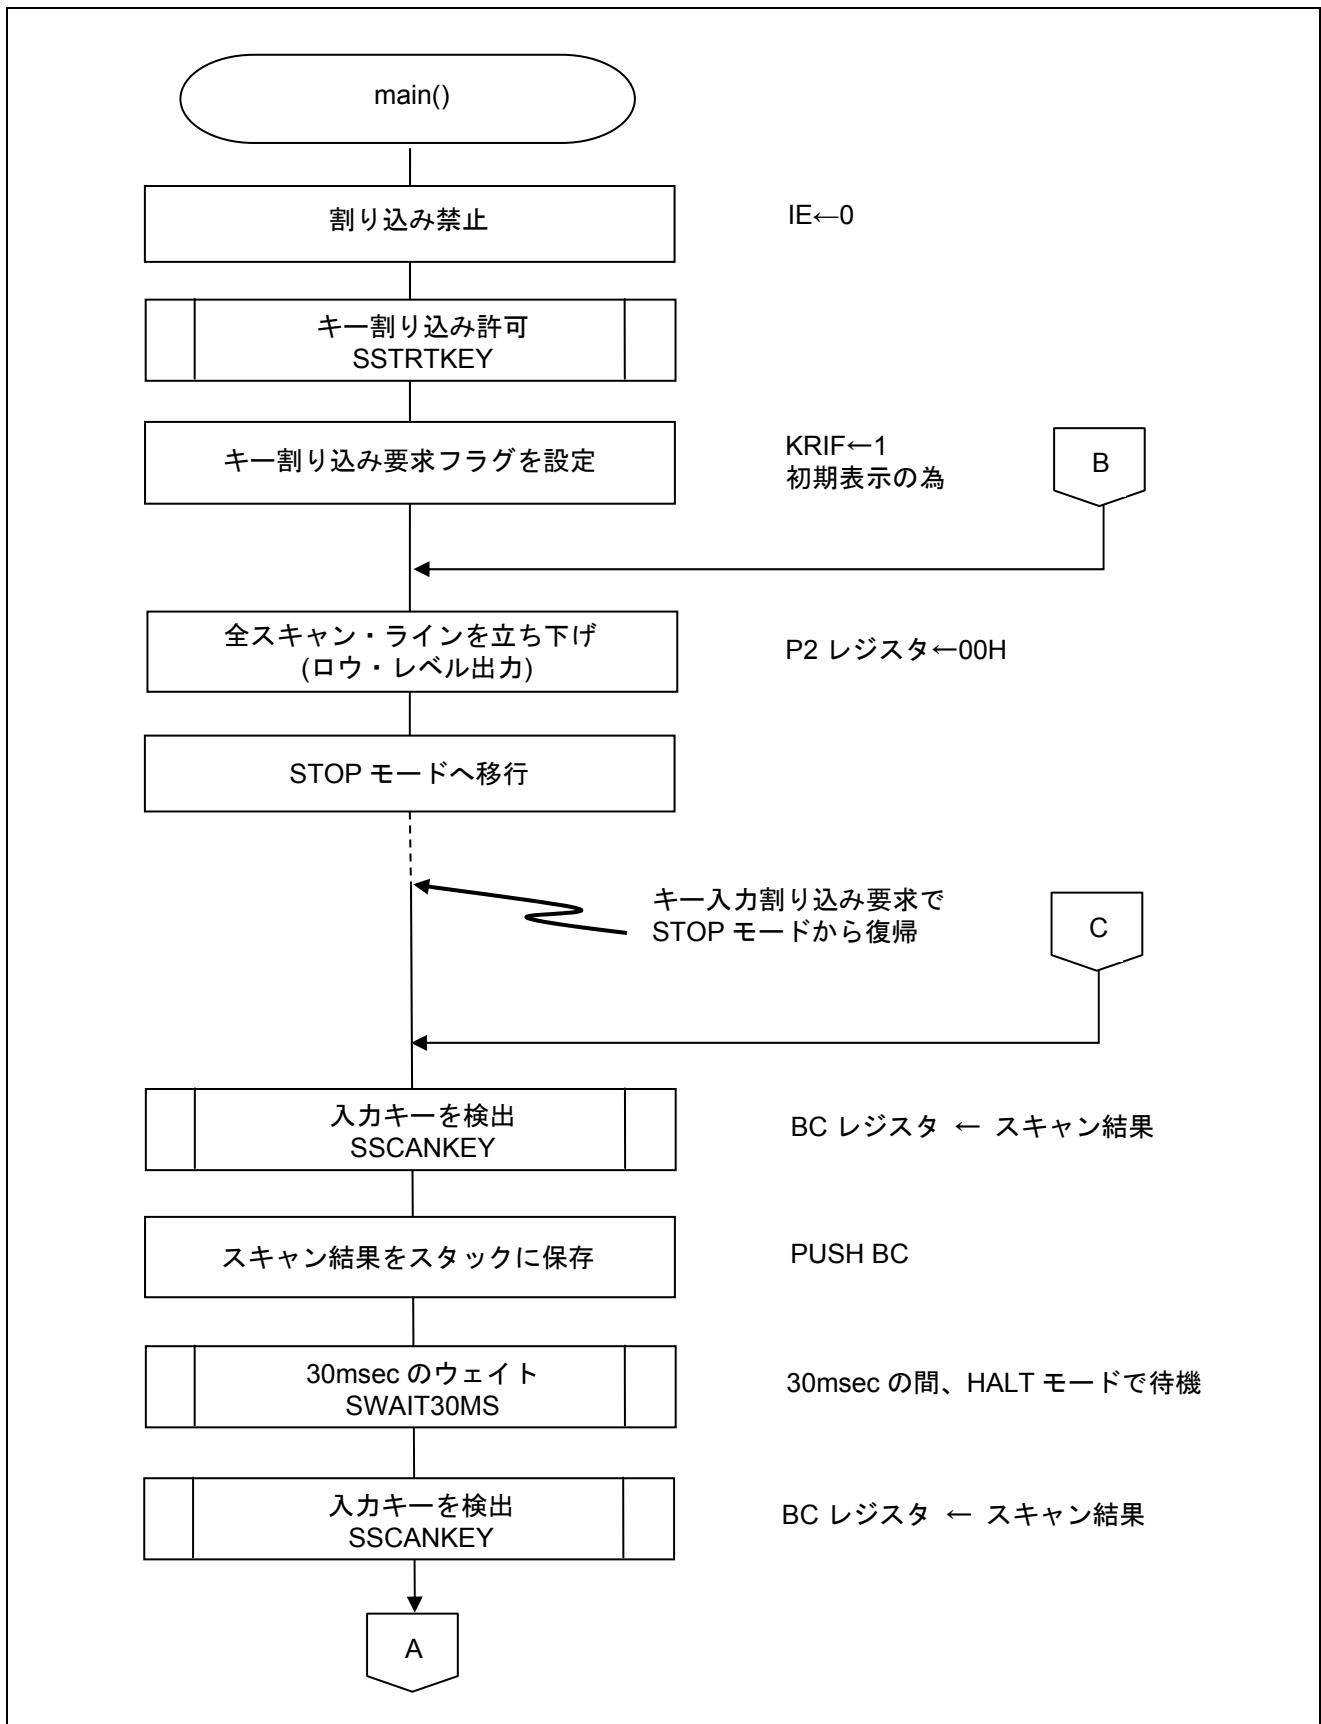 main()
割り込み禁止
IE←0
キー割り込み許可
SSTRTKEY
キー割り込み要求フラグを設定
KRIF←1
初期表示の為
B
全スキャン・ラインを立ち下げ
(ロウ・レベル出力)
P2 レジスタ←00H
STOP モードへ移行
キー入力割り込み要求で
STOP モードから復帰
C
入力キーを検出
SSCANKEY
BC レジスタ ← スキャン結果
スキャン結果をスタックに保存
PUSH BC
30msec のウェイト
SWAIT30MS
30msec の間、HALT モードで待機
入力キーを検出
SSCANKEY
BC レジスタ ← スキャン結果
A